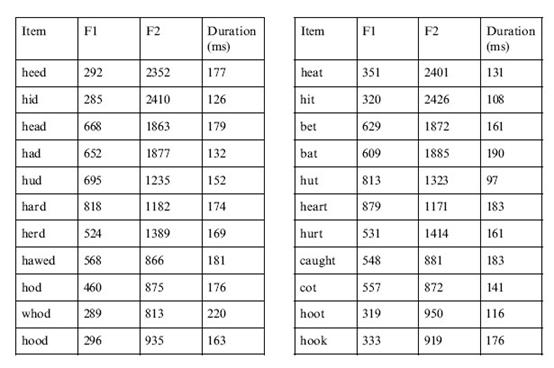 Item F1 F2 Duration (ms)
heed 292 2352 177
hid 285 2410 126
head 668 1863 179
had 652 1877 132
hud 695 1235 152
hard 818 1182 174
herd 524 1389 169
hawed 568 866 181
hod 460 875 176
whod 289 813 220
hood 296 935 163
Item F1 F2 Duration (ms)
heat 351 2401 131
hit 320 2426 108
bet 629 1872 161
bat 609 1885 190
hut 813 1323 97
heart 879 1171 183
hurt 531 1414 161
caught 548 881 183
cot 557 872 141
hoot 319 950 116
hook 333 919 176